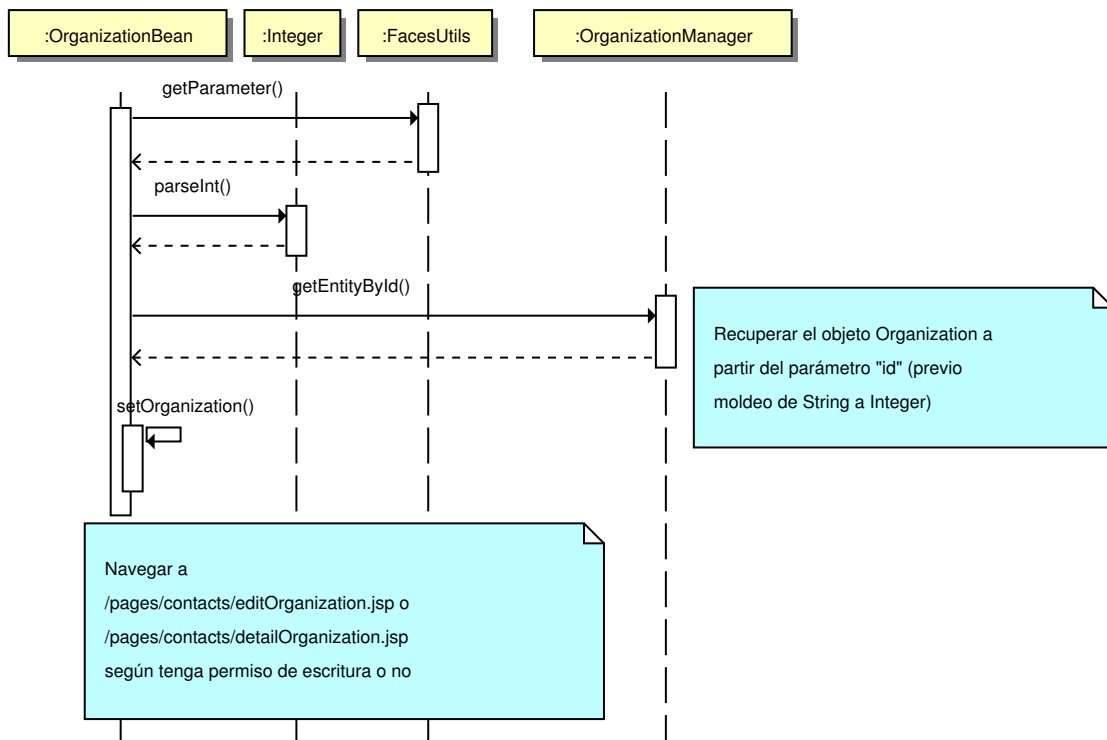 :OrganizationBean
:Integer
:FacesUtils
:OrganizationManager
getParameter()
parseInt()
getEntityById()
Recuperar el objeto Organization a
partir del parámetro "id" (previo
moldeo de String a Integer)
setOrganization()
Navegar a
/pages/contacts/editOrganization.jsp o
/pages/contacts/detailOrganization.jsp
según tenga permiso de escritura o no